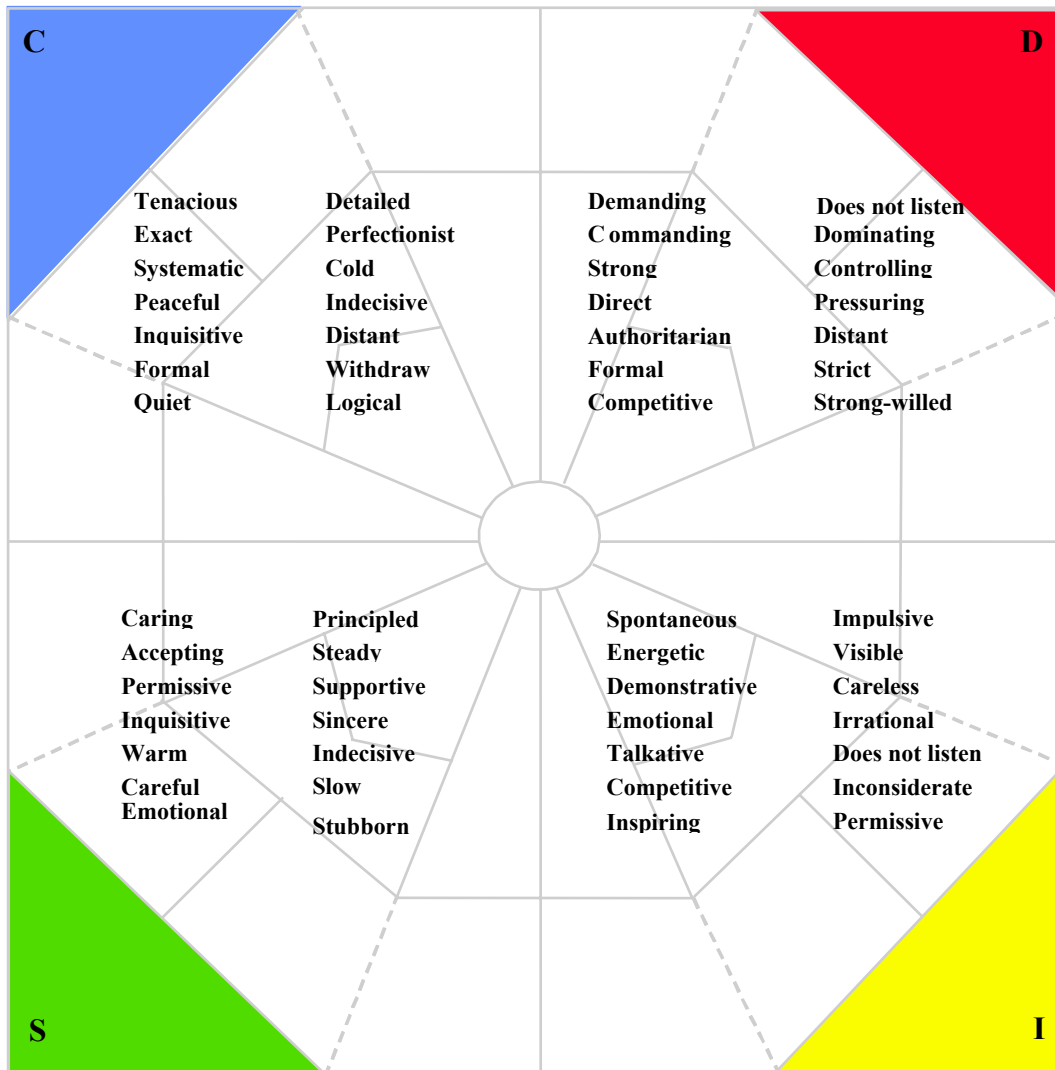 C
D
Tenacious
Exact
Systematic
Peaceful
Inquisitive
Formal
Quiet
Detailed
Perfectionist
Cold
Indecisive
Distant
Withdraw
Logical
Demanding
C ommanding
Strong
Direct
Authoritarian
Formal
Competitive
Does not listen
Dominating
Controlling
Pressuring
Distant
Strict
Strong-willed
Caring
Accepting
Permissive
Inquisitive
Warm
Careful
Emotional
Principled
Steady
Supportive
Sincere
Indecisive
Slow
Stubborn
Spontaneous
Energetic
Demonstrative
Emotional
Talkative
Competitive
Inspiring
Impulsive
Visible
Careless
Irrational
Does not listen
Inconsiderate
Permissive
S
I